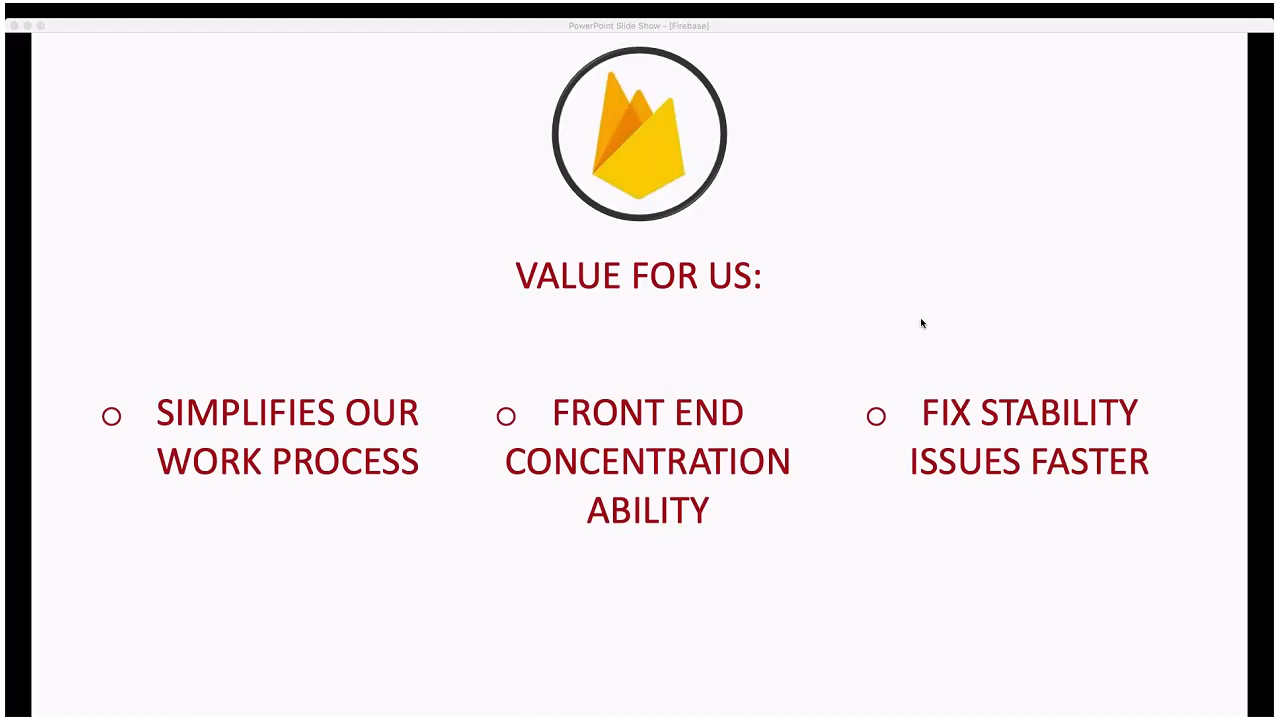 PowerPoint Slide Show - [Firebase]
VALUE FOR US:
SIMPLIFIES OUR
WORK PROCESS
FRONT END
CONCENTRATION
ABILITY
FIX STABILITY
ISSUES FASTER